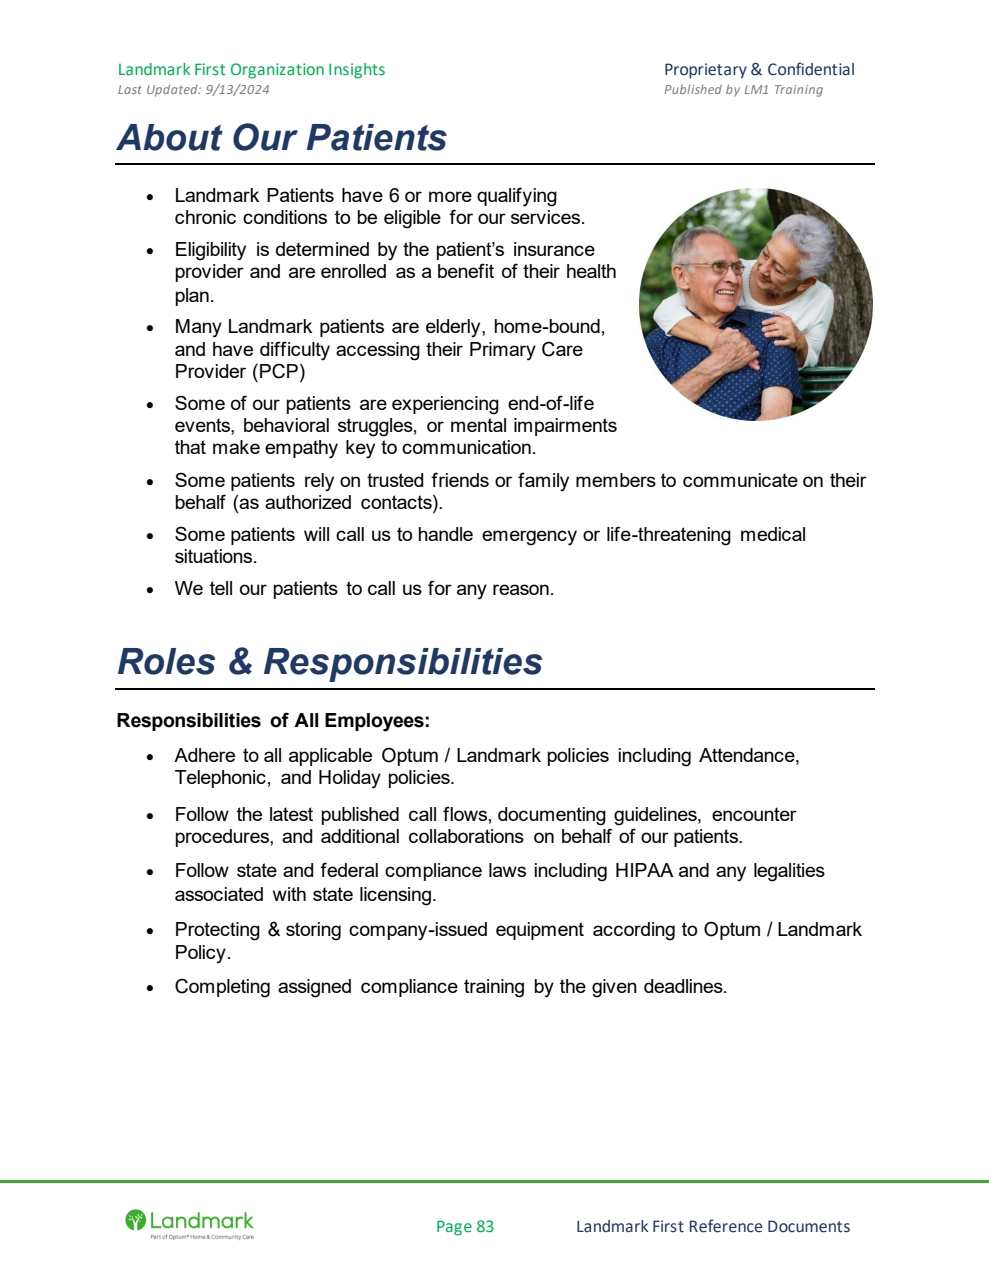 Landmark First Organization Insights
Proprietary & Confidential
Last Updated: 9/13/2024
Published by LM1 Training
About Our Patients
• Landmark Patients have 6 or more qualifying
chronic conditions to be eligible for our services.
• Eligibility is determined by the patient’s insurance
provider and are enrolled as a benefit of their health
plan.
• Many Landmark patients are elderly, home-bound,
and have difficulty accessing their Primary Care
Provider (PCP)
• Some of our patients are experiencing end-of-life
events, behavioral struggles, or mental impairments
that make empathy key to communication.
• Some patients rely on trusted friends or family members to communicate on their
behalf (as authorized contacts).
• Some patients will call us to handle emergency or life-threatening medical
situations.
• We tell our patients to call us for any reason.
Roles & Responsibilities
Responsibilities of All Employees:
• Adhere to all applicable Optum / Landmark policies including Attendance,
Telephonic, and Holiday policies.
• Follow the latest published call flows, documenting guidelines, encounter
procedures, and additional collaborations on behalf of our patients.
• Follow state and federal compliance laws including HIPAA and any legalities
associated with state licensing.
• Protecting & storing company-issued equipment according to Optum / Landmark
Policy.
• Completing assigned compliance training by the given deadlines.
Landmark
Part of Optum® Home & Community Care
Page 83
Landmark First Reference Documents